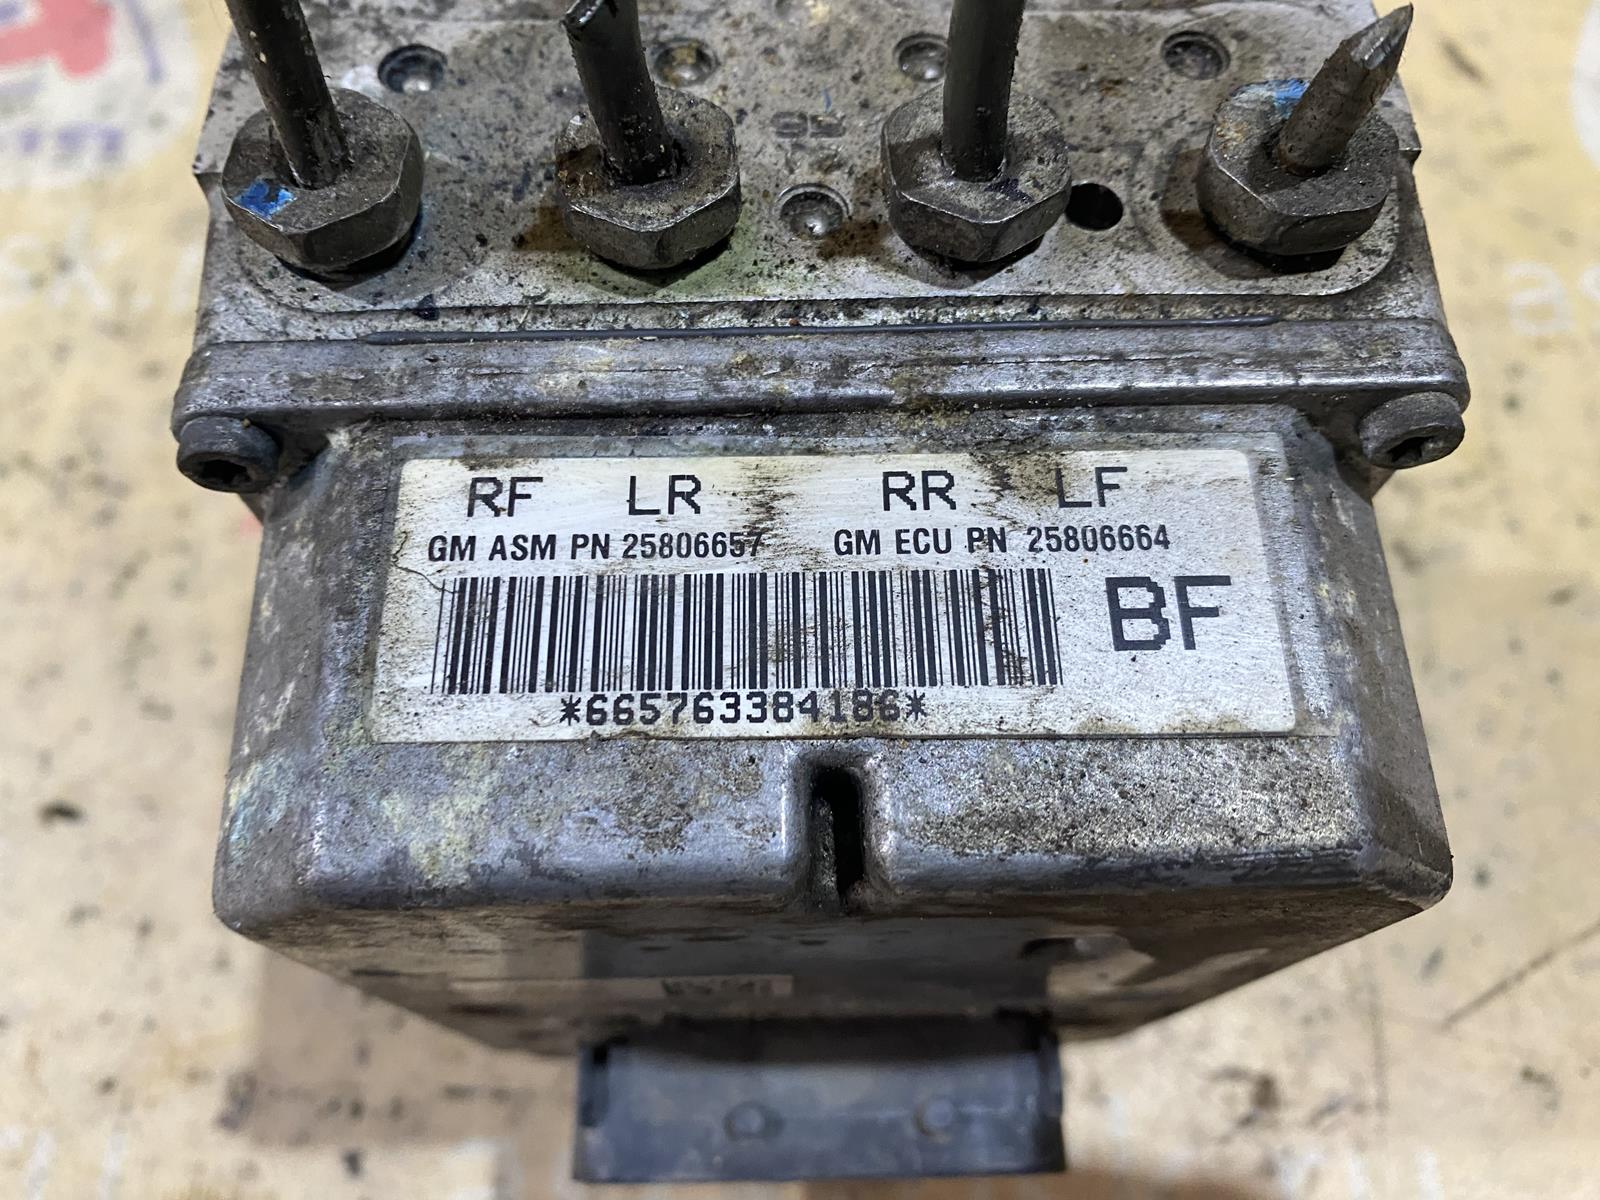 RF LR RR LF
GM ASM PN 25806657 GM ECU PN 25806664
BF
*665763384186*